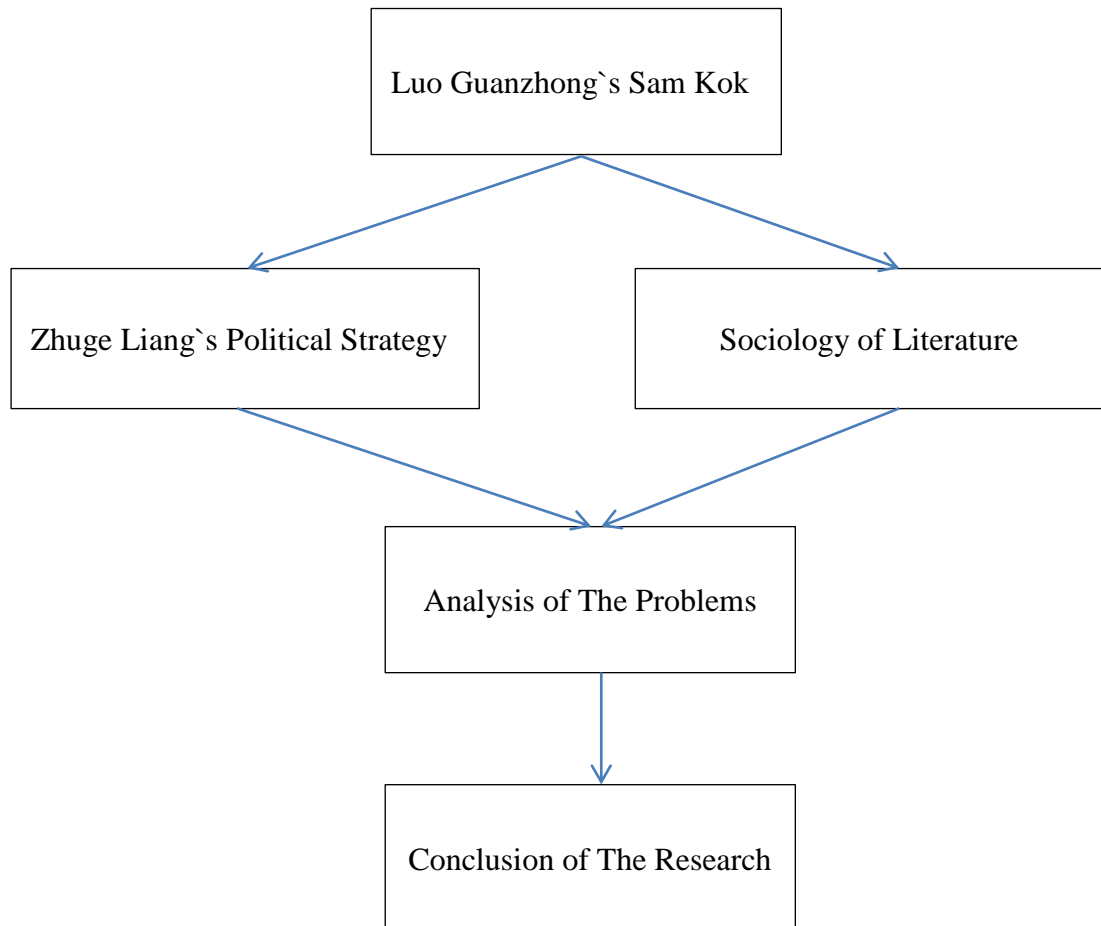 Luo Guanzhong`s Sam Kok
Zhuge Liang`s Political Strategy
Sociology of Literature
Analysis of The Problems
Conclusion of The Research